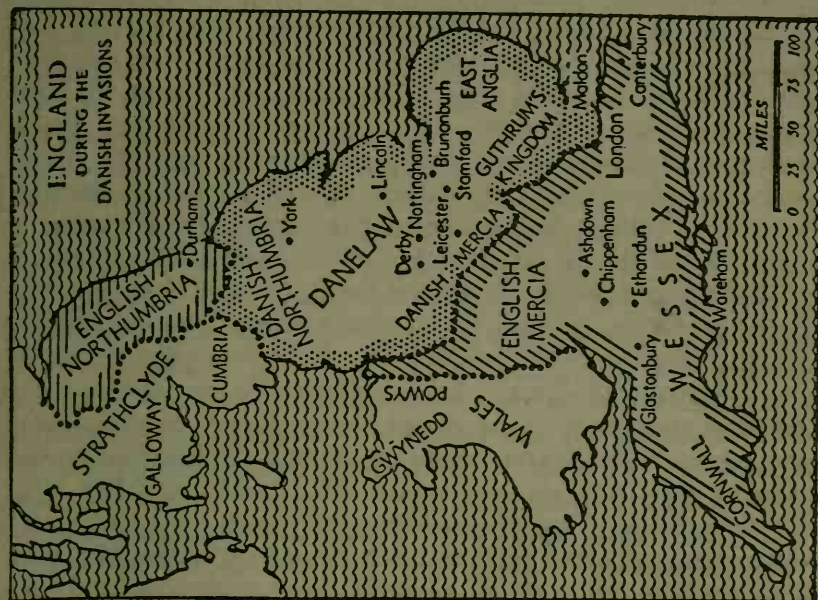 ENGLAND
DURING THE
DANISH INVASIONS
ENGLISH
NORTHUMBRIA
Durham
STRATHCLYDE
GALLOWAY
CUMBRIA
DANISH
NORTHUMBRIA
York
DANELAW
Lincoln
Derby
Nottingham
Brunonburh
Leicester
Stamford
EAST
ANGLIA
GUTHRUM'S
KINGDOM
DANISH MERCIA
ENGLISH
MERCIA
GWYNEDD
POWYS
WALES
Maldon
London
Canterbury
Ashdown
Chippenham
Ethandun
Glastonbury
WESSEX
Wareham
CORNWALL
MILES
0 25 50 75 100